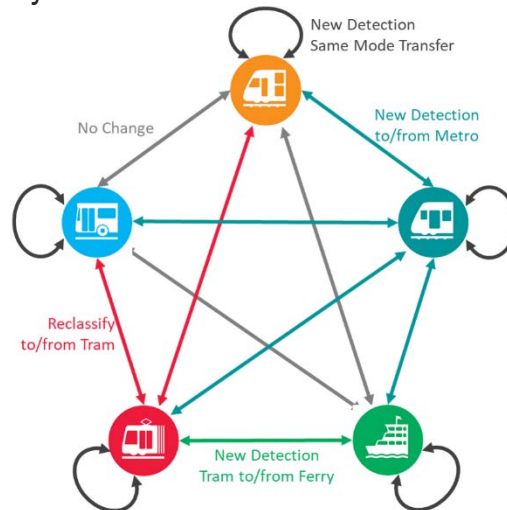 New Detection
Same Mode Transfer
No Change
New Detection
to/from Metro
Reclassify
to/from Tram
New Detection
Tram to/from Ferry